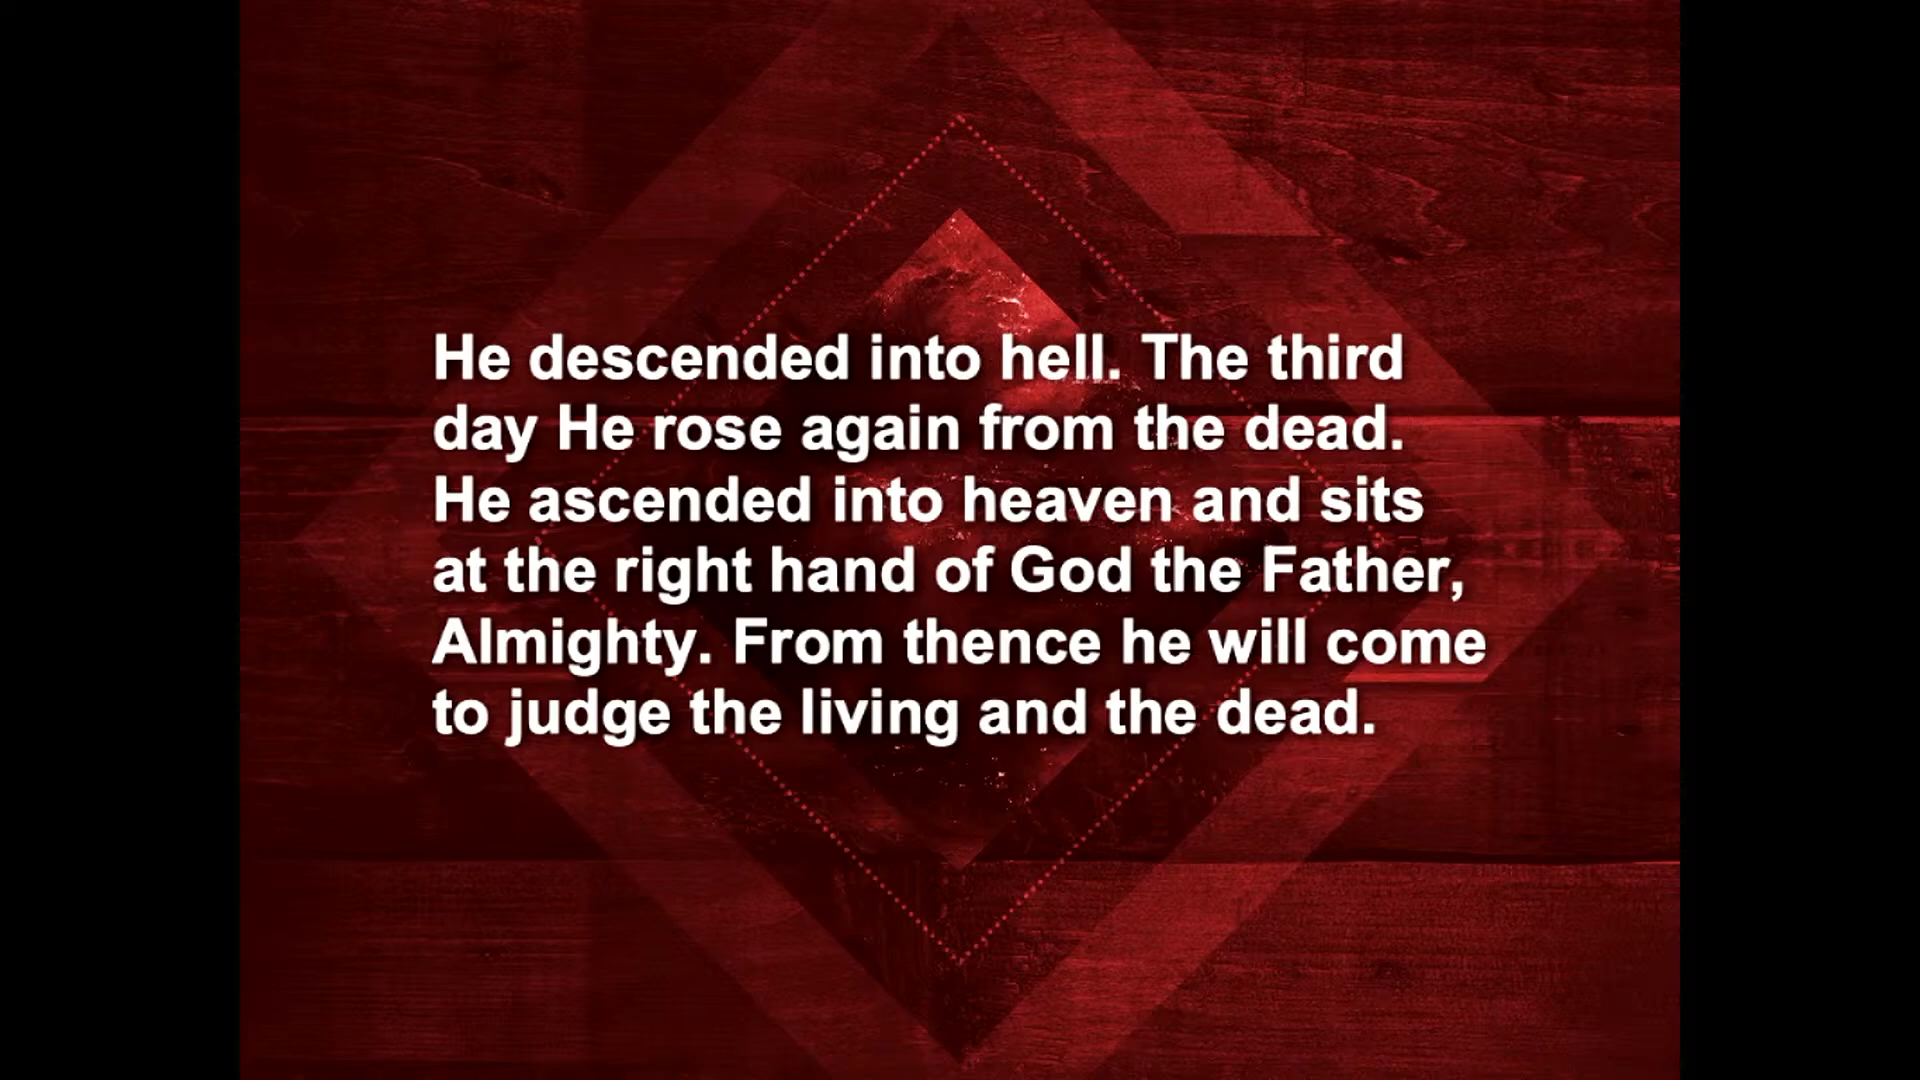 He descended into hell. The third
day He rose again from the dead.
He ascended into heaven and sits
at the right hand of God the Father,
Almighty. From thence he will come
to judge the living and the dead.